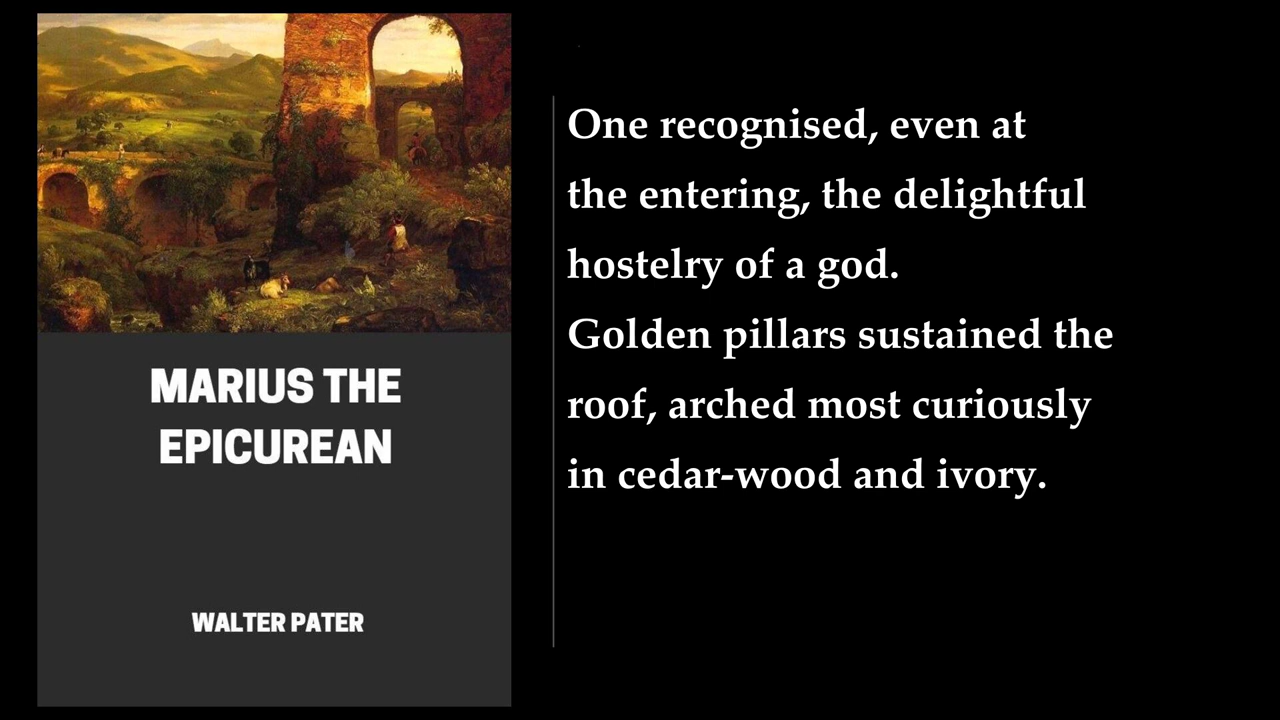 MARIUS THE
EPICUREAN
WALTER PATER
One recognised, even at
the entering, the delightful
hostelry of a god.
Golden pillars sustained the
roof, arched most curiously
in cedar-wood and ivory.